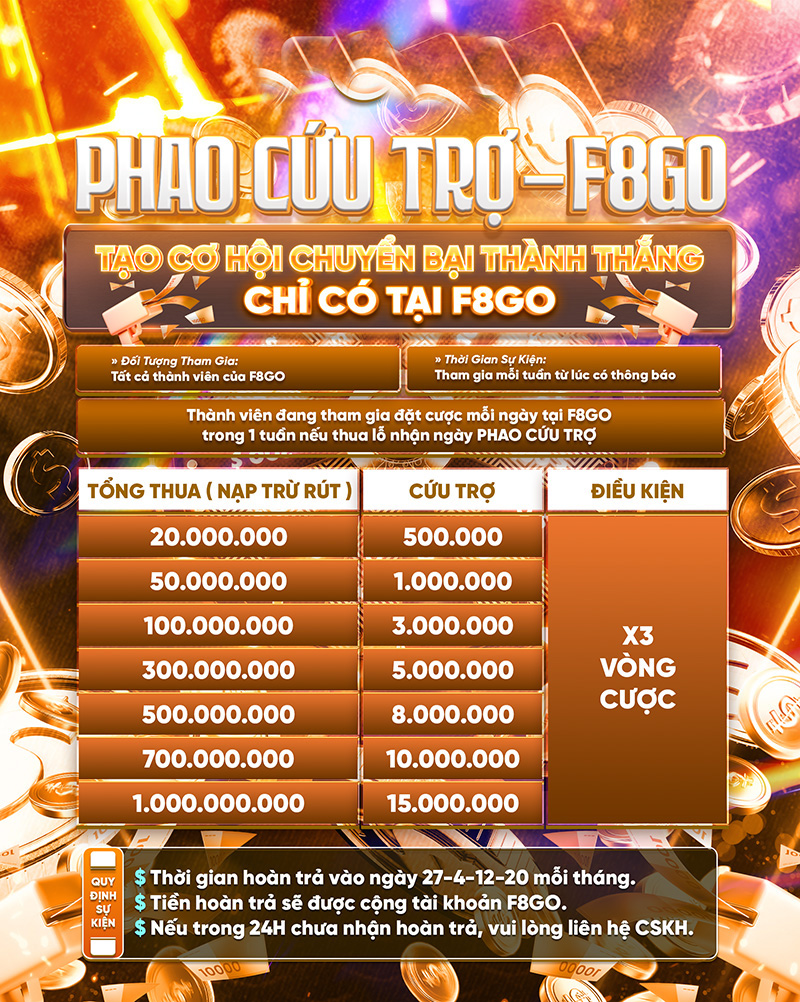 PHAO CỨU TRỢ - F8GO
TẠO CƠ HỘI CHUYỂN BẠI THÀNH THẮNG
CHỈ CÓ TẠI F8GO
» Đối Tượng Tham Gia:
Tất cả thành viên của F8GO
» Thời Gian Sự Kiện:
Tham gia mỗi tuần từ lúc có thông báo
Thành viên đang tham gia đặt cược mỗi ngày tại F8GO
trong 1 tuần nếu thua lỗ nhận ngày PHAO CỨU TRỢ
TỔNG THUA ( NẠP TRỪ RÚT ) CỨU TRỢ ĐIỀU KIỆN
20.000.000 500.000
50.000.000 1.000.000
100.000.000 3.000.000
300.000.000 5.000.000
500.000.000 8.000.000
700.000.000 10.000.000
1.000.000.000 15.000.000
X3
VÒNG
CƯỢC
QUY
ĐỊNH
SỰ
KIỆN
$ Thời gian hoàn trả vào ngày 27-4-12-20 mỗi tháng.
$ Tiền hoàn trả sẽ được cộng tài khoản F8GO.
$ Nếu trong 24H chưa nhận hoàn trả, vui lòng liên hệ CSKH.
10000